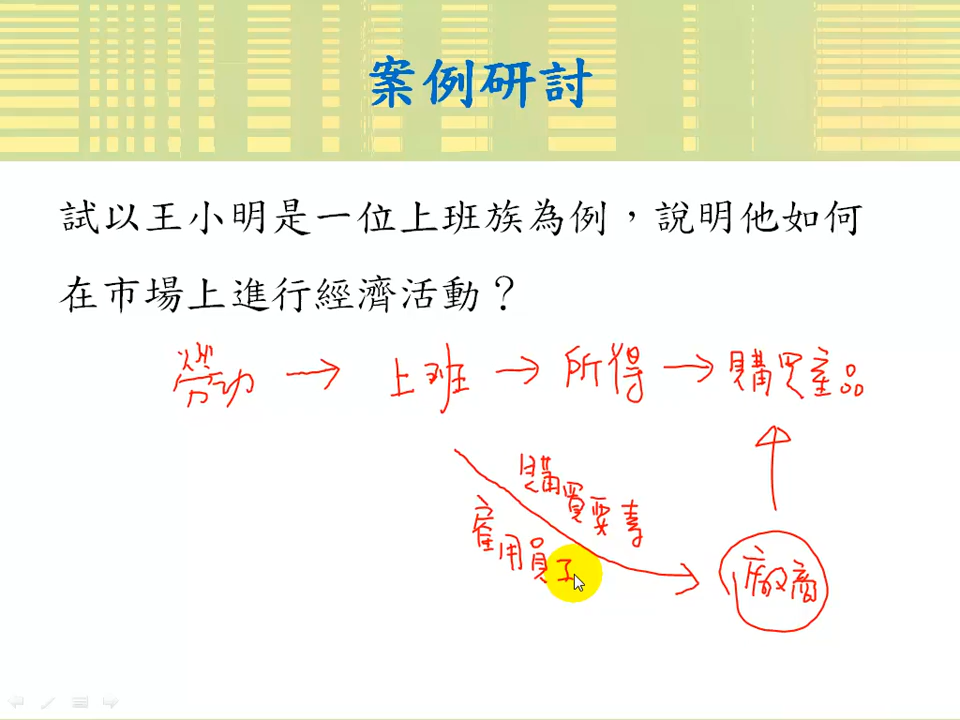 案例研討
試以王小明是一位上班族為例，說明他如何
在市場上進行經濟活動？
勞动 → 上班 → 所得 → 購買產品
購買要素
雇用員工
廠商